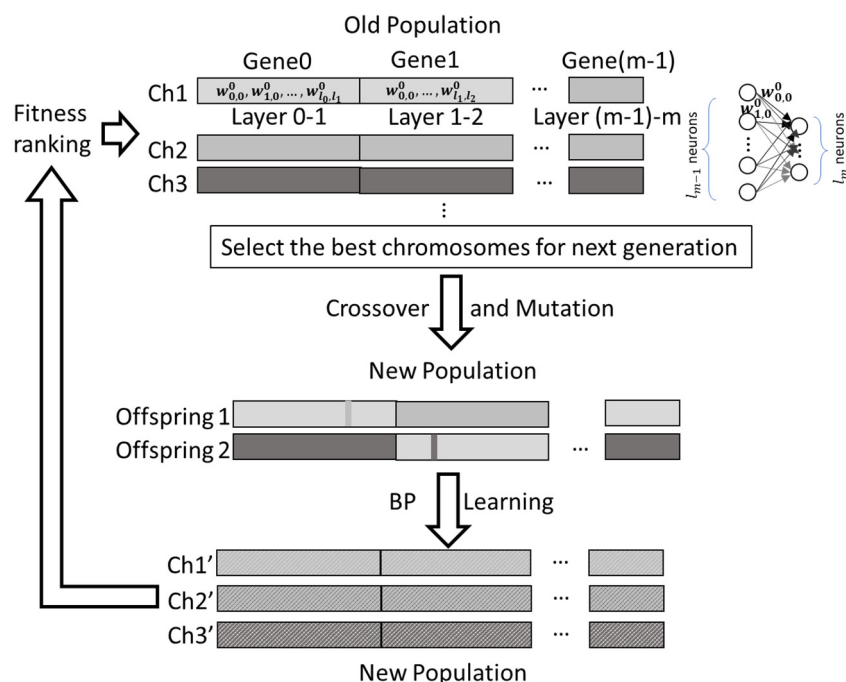 Old Population
Gene0 Gene1 Gene(m-1)
Ch1 w⁰₀,₀, w⁰₁,₀, ..., w⁰l₀,l₁ w⁰₀,₀, ..., w⁰l₁,l₂ ...
w⁰₀,₀
w⁰₁,₀
Fitness
ranking
Layer 0-1 Layer 1-2 Layer (m-1)-m
Ch2 ...
Ch3 ...
lₘ₋₁ neurons
lₘ neurons
⋮
Select the best chromosomes for next generation
Crossover and Mutation
New Population
Offspring 1
Offspring 2 ...
BP Learning
Ch1’ ...
Ch2’ ...
Ch3’ ...
New Population